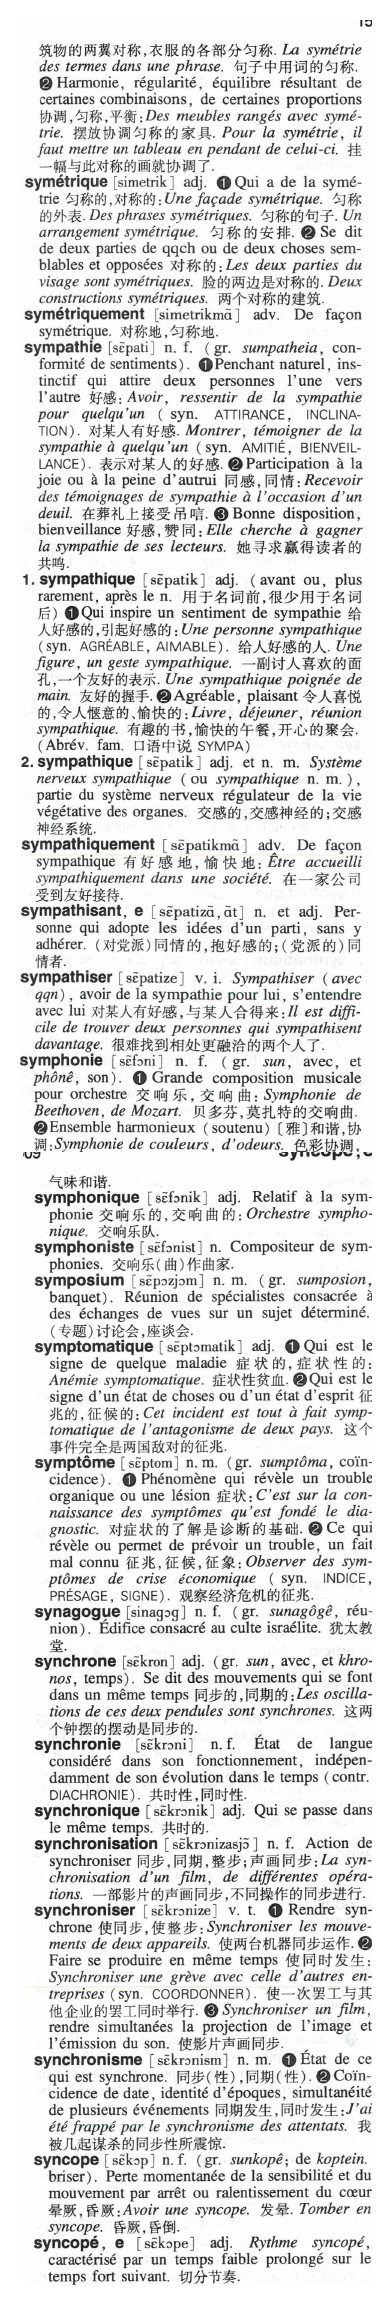 筑物的两翼对称,衣服的各部分匀称. La symétrie
des termes dans une phrase. 句子中用词的匀称.
❷ Harmonie, régularité, équilibre résultant de
certaines combinaisons, de certaines proportions
协调,匀称,平衡:Des meubles rangés avec symé-
trie. 摆放协调匀称的家具. Pour la symétrie, il
faut mettre un tableau en pendant de celui-ci. 挂
一幅与此对称的画就协调了.
symétrique [simetrik] adj. ❶ Qui a de la symé-
trie 匀称的,对称的:Une façade symétrique. 匀称
的外表. Des phrases symétriques. 匀称的句子. Un
arrangement symétrique. 匀称的安排. ❷ Se dit
de deux parties de qqch ou de deux choses sem-
blables et opposées 对称的:Les deux parties du
visage sont symétriques. 脸的两边是对称的. Deux
constructions symétriques. 两个对称的建筑.
symétriquement [simetrikmɑ̃] adv. De façon
symétrique. 对称地,匀称地.
sympathie [sɛ̃pati] n. f. (gr. sumpatheia, con-
formité de sentiments). ❶ Penchant naturel, ins-
tinctif qui attire deux personnes l'une vers
l'autre 好感:Avoir, ressentir de la sympathie
pour quelqu'un (syn. ATTIRANCE, INCLINA-
TION). 对某人有好感. Montrer, témoigner de la
sympathie à quelqu'un (syn. AMITIÉ, BIENVEIL-
LANCE). 表示对某人的好感. ❷ Participation à la
joie ou à la peine d'autrui 同感,同情:Recevoir
des témoignages de sympathie à l'occasion d'un
deuil. 在葬礼上接受吊唁. ❸ Bonne disposition,
bienveillance 好感,赞同:Elle cherche à gagner
la sympathie de ses lecteurs. 她寻求赢得读者的
共鸣.
1. sympathique [sɛ̃patik] adj. (avant ou, plus
rarement, après le n. 用于名词前,很少用于名词
后) ❶ Qui inspire un sentiment de sympathie 给
人好感的,引起好感的:Une personne sympathique
(syn. AGRÉABLE, AIMABLE). 给人好感的人. Une
figure, un geste sympathique. 一副讨人喜欢的面
孔,一个友好的表示. Une sympathique poignée de
main. 友好的握手. ❷ Agréable, plaisant 令人喜悦
的,令人惬意的、愉快的:Livre, déjeuner, réunion
sympathique. 有趣的书,愉快的午餐,开心的聚会.
(Abrév. fam. 口语中说 SYMPA)
2. sympathique [sɛ̃patik] adj. et n. m. Système
nerveux sympathique (ou sympathique n. m.),
partie du système nerveux régulateur de la vie
végétative des organes. 交感的,交感神经的;交感
神经系统.
sympathiquement [sɛ̃patikmɑ̃] adv. De façon
sympathique 有好感地,愉快地:Être accueilli
sympathiquement dans une société. 在一家公司
受到友好接待.
sympathisant, e [sɛ̃patizɑ̃, ɑ̃t] n. et adj. Per-
sonne qui adopte les idées d'un parti, sans y
adhérer. (对党派)同情的,抱好感的;(党派的)同
情者.
sympathiser [sɛ̃patize] v. i. Sympathiser (avec
qqn), avoir de la sympathie pour lui, s'entendre
avec lui 对某人有好感,与某人合得来:Il est diffi-
cile de trouver deux personnes qui sympathisent
davantage. 很难找到相处更融洽的两个人了.
symphonie [sɛ̃fɔni] n. f. (gr. sun, avec, et
phônê, son). ❶ Grande composition musicale
pour orchestre 交响乐,交响曲:Symphonie de
Beethoven, de Mozart. 贝多芬,莫扎特的交响曲.
❷ Ensemble harmonieux (soutenu) [雅]和谐,协
调:Symphonie de couleurs, d'odeurs. 色彩协调,
气味和谐.
symphonique [sɛ̃fɔnik] adj. Relatif à la sym-
phonie 交响乐的,交响曲的:Orchestre sympho-
nique. 交响乐队.
symphoniste [sɛ̃fɔnist] n. Compositeur de sym-
phonies. 交响乐(曲)作曲家.
symposium [sɛ̃pozjɔm] n. m. (gr. sumposion,
banquet). Réunion de spécialistes consacrée à
des échanges de vues sur un sujet déterminé.
(专题)讨论会,座谈会.
symptomatique [sɛ̃ptɔmatik] adj. ❶ Qui est le
signe de quelque maladie 症状的,症状性的:
Anémie symptomatique. 症状性贫血. ❷ Qui est le
signe d'un état de choses ou d'un état d'esprit 征
兆的,征候的:Cet incident est tout à fait symp-
tomatique de l'antagonisme de deux pays. 这个
事件完全是两国敌对的征兆.
symptôme [sɛ̃ptom] n. m. (gr. sumptôma, coïn-
cidence). ❶ Phénomène qui révèle un trouble
organique ou une lésion 症状:C'est sur la con-
naissance des symptômes qu'est fondé le dia-
gnostic. 对症状的了解是诊断的基础. ❷ Ce qui
révèle ou permet de prévoir un trouble, un fait
mal connu 征兆,征候,征象:Observer des sym-
ptômes de crise économique (syn. INDICE,
PRÉSAGE, SIGNE). 观察经济危机的征兆.
synagogue [sinagɔg] n. f. (gr. sunagôgê, réu-
nion). Édifice consacré au culte israélite. 犹太教
堂.
synchrone [sɛ̃kron] adj. (gr. sun, avec, et khro-
nos, temps). Se dit des mouvements qui se font
dans un même temps 同步的,同期的:Les oscilla-
tions de ces deux pendules sont synchrones. 这两
个钟摆的摆动是同步的.
synchronie [sɛ̃krɔni] n. f. État de langue
considéré dans son fonctionnement, indépen-
damment de son évolution dans le temps (contr.
DIACHRONIE). 共时性,同时性.
synchronique [sɛ̃krɔnik] adj. Qui se passe dans
le même temps. 共时的.
synchronisation [sɛ̃krɔnizasjɔ̃] n. f. Action de
synchroniser 同步,同期,整步;声画同步:La syn-
chronisation d'un film, de différentes opéra-
tions. 一部影片的声画同步,不同操作的同步进行.
synchroniser [sɛ̃krɔnize] v. t. ❶ Rendre syn-
chrone 使同步,使整步:Synchroniser les mouve-
ments de deux appareils. 使两台机器同步运作. ❷
Faire se produire en même temps 使同时发生:
Synchroniser une grève avec celle d'autres en-
treprises (syn. COORDONNER). 使一次罢工与其
他企业的罢工同时举行. ❸ Synchroniser un film,
rendre simultanées la projection de l'image et
l'émission du son. 使影片声画同步.
synchronisme [sɛ̃krɔnism] n. m. ❶ État de ce
qui est synchrone. 同步(性),同期(性). ❷ Coïn-
cidence de date, identité d'époques, simultanéité
de plusieurs événements 同期发生,同时发生:J'ai
été frappé par le synchronisme des attentats. 我
被几起谋杀的同步性所震惊.
syncope [sɛ̃kɔp] n. f. (gr. sunkopê; de koptein.
briser). Perte momentanée de la sensibilité et du
mouvement par arrêt ou ralentissement du cœur
晕厥,昏厥:Avoir une syncope. 发晕. Tomber en
syncope. 昏厥,昏倒.
syncopé, e [sɛ̃kɔpe] adj. Rythme syncopé,
caractérisé par un temps faible prolongé sur le
temps fort suivant. 切分节奏.